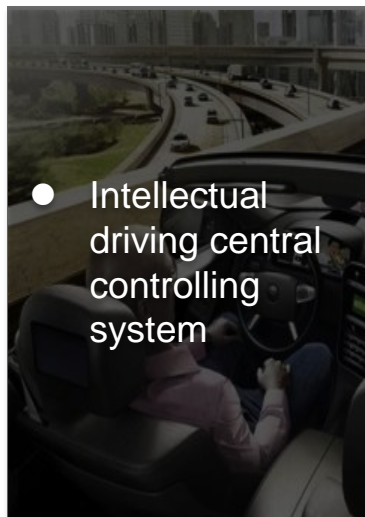 ● Intellectual
driving central
controlling
system